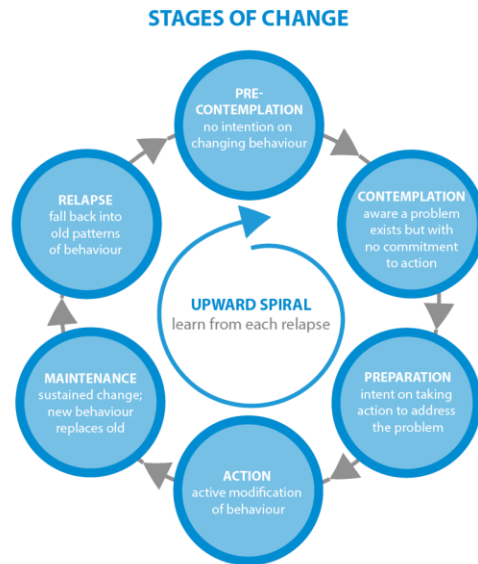 STAGES OF CHANGE
PRE-
CONTEMPLATION
no intention on
changing behaviour
CONTEMPLATION
aware a problem
exists but with
no commitment
to action
PREPARATION
intent on taking
action to address
the problem
ACTION
active modification
of behaviour
MAINTENANCE
sustained change;
new behaviour
replaces old
RELAPSE
fall back into
old patterns
of behaviour
UPWARD SPIRAL
learn from each relapse